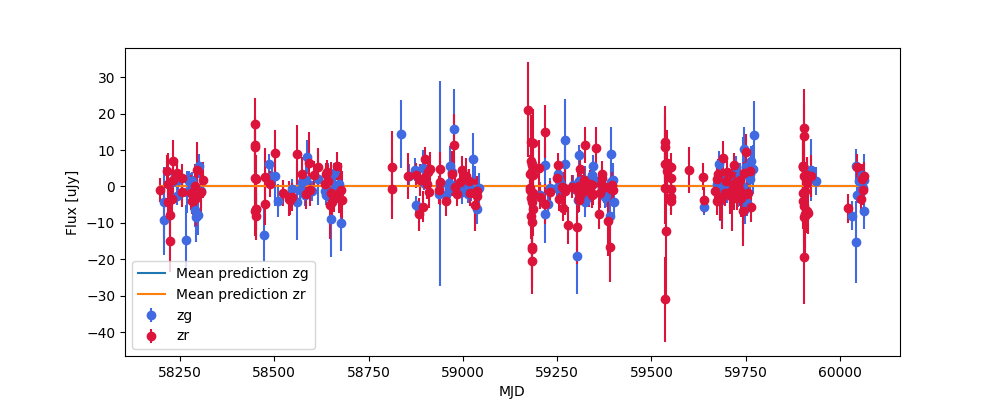 30
20
10
0
−10
−20
−30
−40
Flux [uJy]
Mean prediction zg
Mean prediction zr
zg
zr
58250 58500 58750 59000 59250 59500 59750 60000
MJD